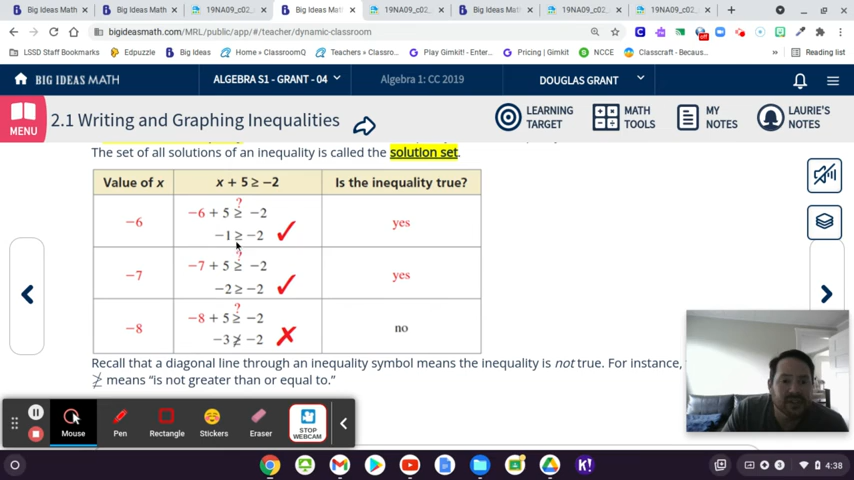 Big Ideas Math
Big Ideas Math
19NA09_c02_
Big Ideas Math
19NA09_c02_
Big Ideas Math
19NA09_c02_
19NA09_c02_
bigideasmath.com/MRL/public/app/#/teacher/dynamic-classroom
LSSD Staff Bookmarks
Edpuzzle
Big Ideas
Home » ClassroomQ
Teachers » Classro...
Play Gimkit! - Enter...
Pricing | Gimkit
NCCE
Classcraft - Becaus...
Reading list
BIG IDEAS MATH
ALGEBRA S1 - GRANT - 04
Algebra 1: CC 2019
DOUGLAS GRANT
MENU
2.1 Writing and Graphing Inequalities
LEARNING TARGET
MATH TOOLS
MY NOTES
LAURIE'S NOTES
The set of all solutions of an inequality is called the solution set.
Value of x
x + 5 ≥ −2
Is the inequality true?
−6
?
−6 + 5 ≥ −2
−1 ≥ −2
yes
−7
?
−7 + 5 ≥ −2
−2 ≥ −2
yes
−8
?
−8 + 5 ≥ −2
−3 ≱ −2
no
Recall that a diagonal line through an inequality symbol means the inequality is not true. For instance,
≱ means “is not greater than or equal to.”
Mouse
Pen
Rectangle
Stickers
Eraser
STOP WEBCAM
K!
4:38